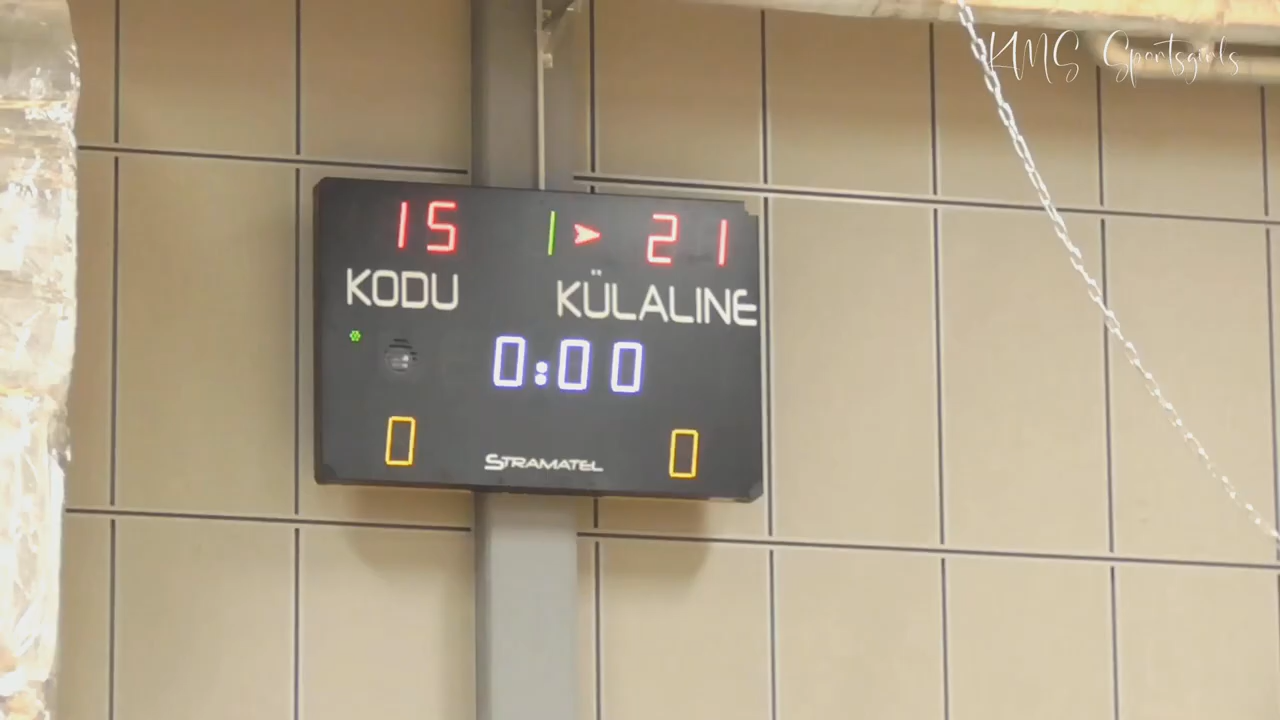 KMS Sportsgirls
15 1 ➤ 21
KODU KÜLALINE
0:00
0 0
STRAMATEL